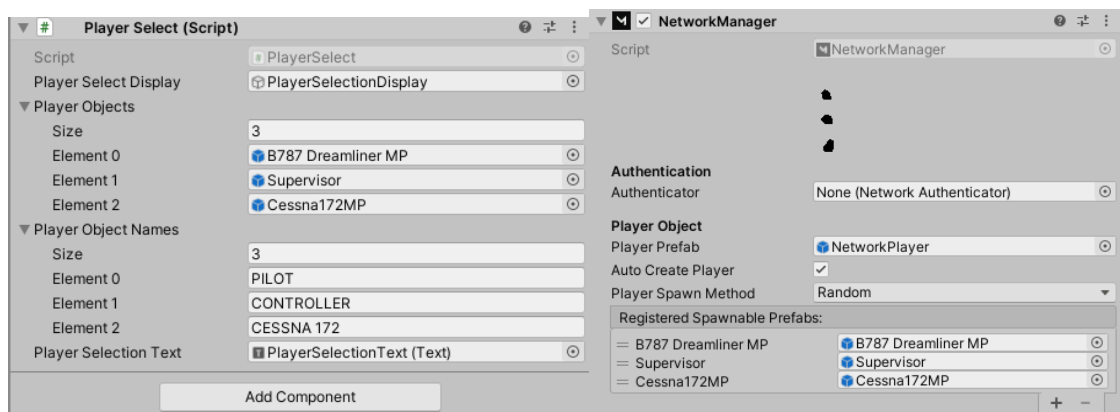 Player Select (Script)
Script
PlayerSelect
Player Select Display
PlayerSelectionDisplay
Player Objects
Size
3
Element 0
B787 Dreamliner MP
Element 1
Supervisor
Element 2
Cessna172MP
Player Object Names
Size
3
Element 0
PILOT
Element 1
CONTROLLER
Element 2
CESSNA 172
Player Selection Text
PlayerSelectionText (Text)
Add Component
NetworkManager
Script
NetworkManager
Authentication
Authenticator
None (Network Authenticator)
Player Object
Player Prefab
NetworkPlayer
Auto Create Player
Player Spawn Method
Random
Registered Spawnable Prefabs:
B787 Dreamliner MP
B787 Dreamliner MP
Supervisor
Supervisor
Cessna172MP
Cessna172MP